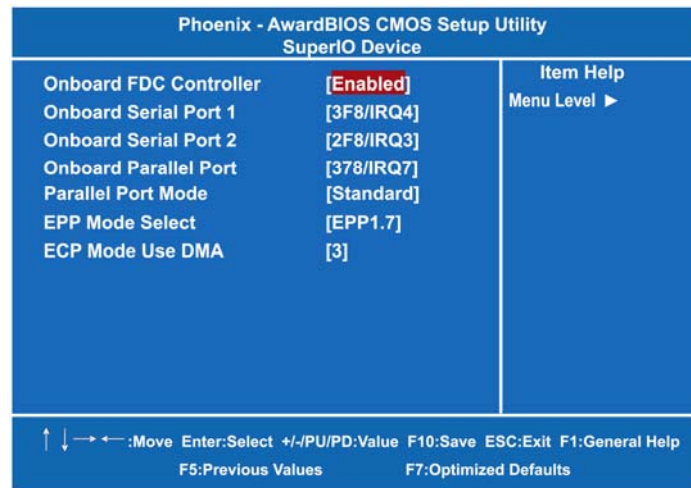 Phoenix - AwardBIOS CMOS Setup Utility
SuperIO Device
Onboard FDC Controller [Enabled]
Onboard Serial Port 1 [3F8/IRQ4]
Onboard Serial Port 2 [2F8/IRQ3]
Onboard Parallel Port [378/IRQ7]
Parallel Port Mode [Standard]
EPP Mode Select [EPP1.7]
ECP Mode Use DMA [3]
Item Help
Menu Level ►
↑ ↓ → ← :Move Enter:Select +/-/PU/PD:Value F10:Save ESC:Exit F1:General Help
F5:Previous Values F7:Optimized Defaults